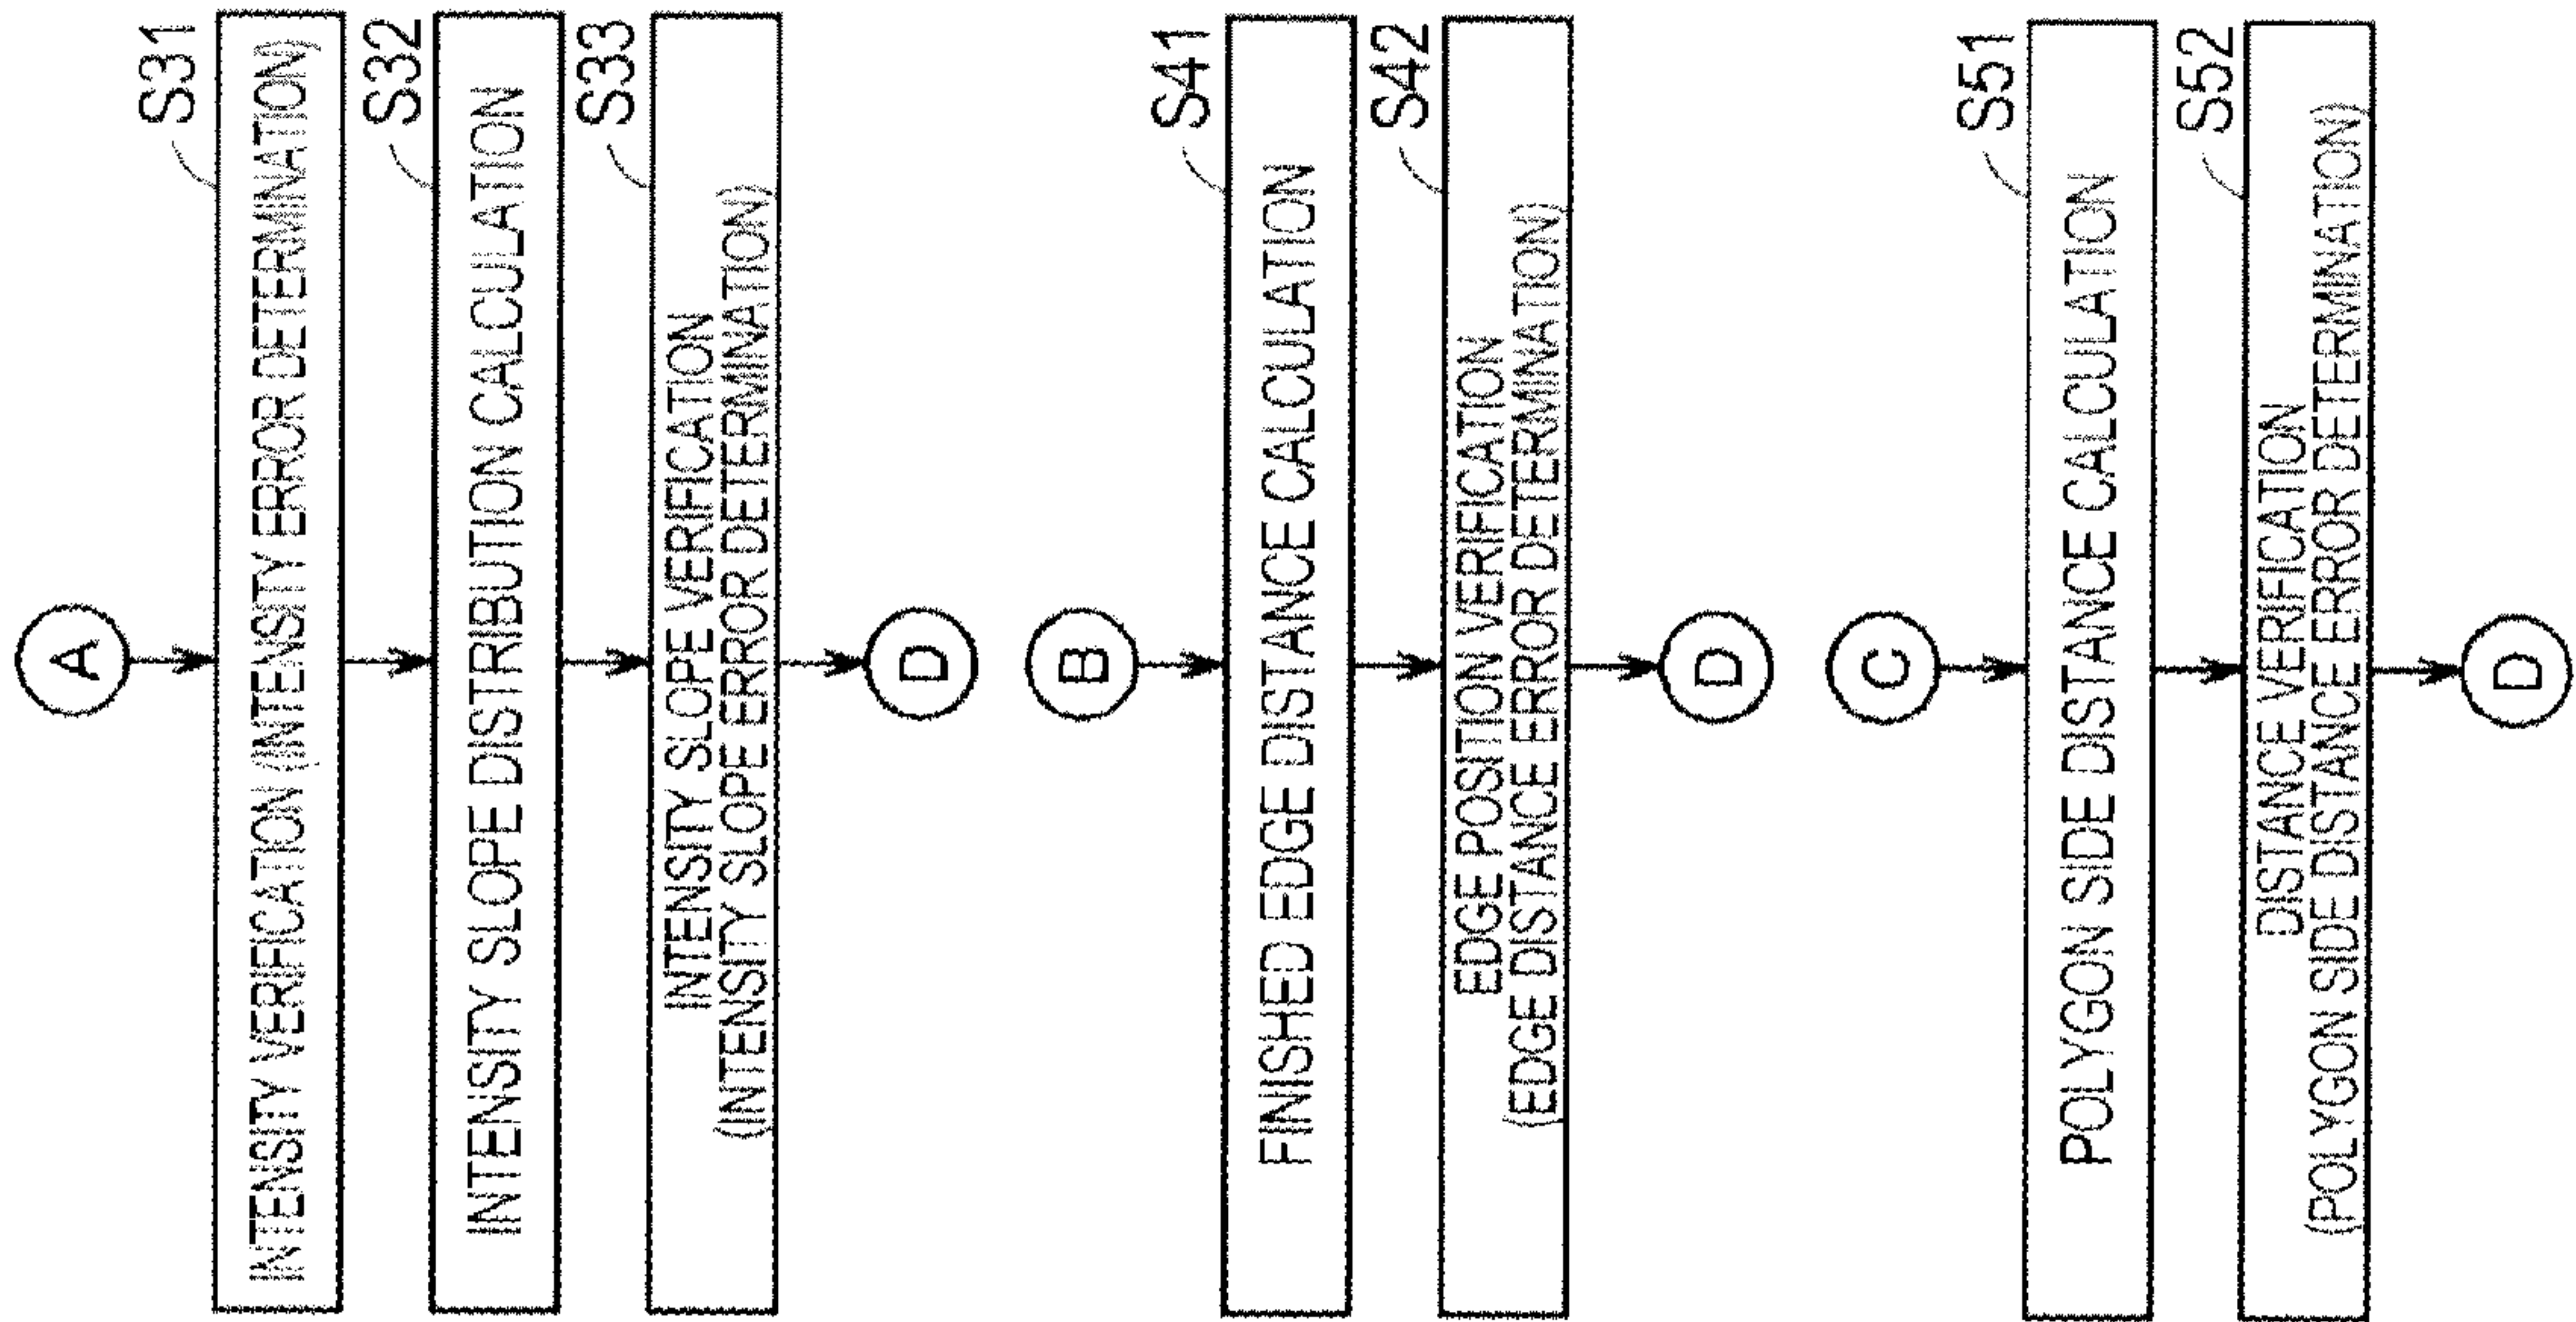 A
S31
INTENSITY VERIFICATION (INTENSITY ERROR DETERMINATION)
S32
INTENSITY SLOPE DISTRIBUTION CALCULATION
S33
INTENSITY SLOPE VERIFICATION
(INTENSITY SLOPE ERROR DETERMINATION)
D
B
S41
FINISHED EDGE DISTANCE CALCULATION
S42
EDGE POSITION VERIFICATION
(EDGE DISTANCE ERROR DETERMINATION)
D
C
S51
POLYGON SIDE DISTANCE CALCULATION
S52
DISTANCE VERIFICATION
(POLYGON SIDE DISTANCE ERROR DETERMINATION)
D